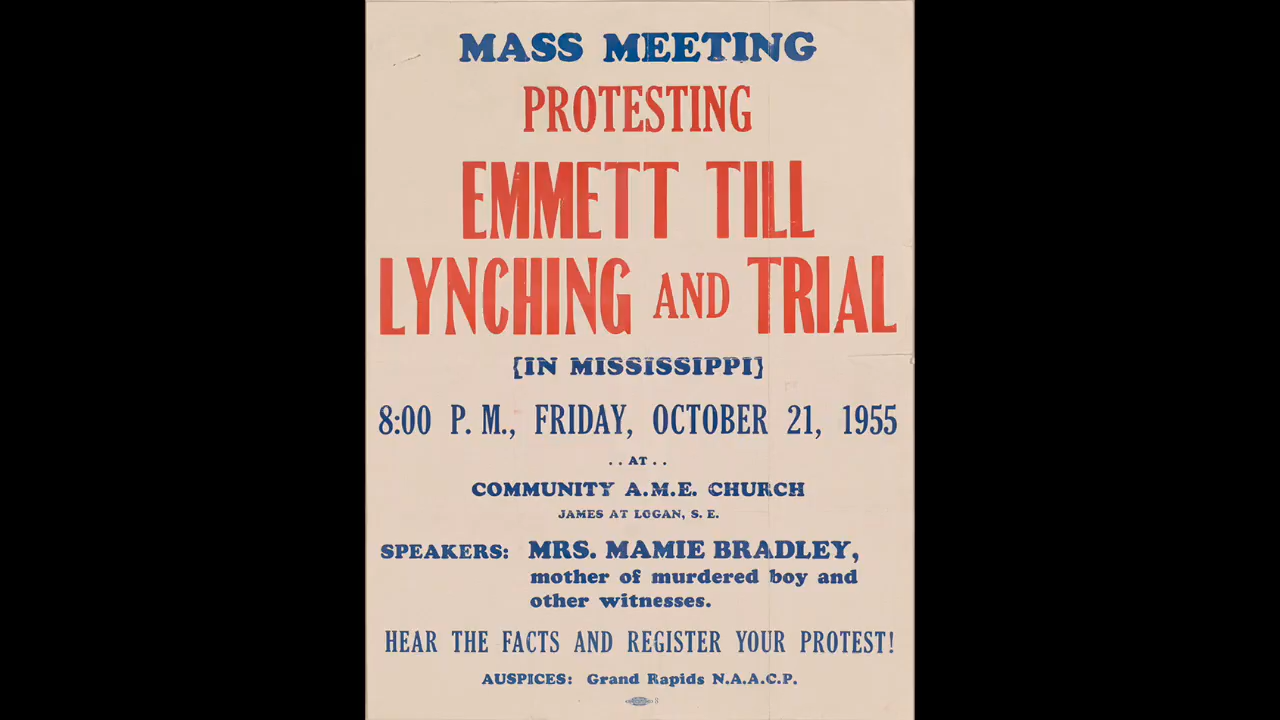 MASS MEETING
PROTESTING
EMMETT TILL
LYNCHING AND TRIAL
[IN MISSISSIPPI]
8:00 P. M., FRIDAY, OCTOBER 21, 1955
. . AT . .
COMMUNITY A.M.E. CHURCH
JAMES AT LOGAN, S. E.
SPEAKERS: MRS. MAMIE BRADLEY,
mother of murdered boy and
other witnesses.
HEAR THE FACTS AND REGISTER YOUR PROTEST!
AUSPICES: Grand Rapids N.A.A.C.P.